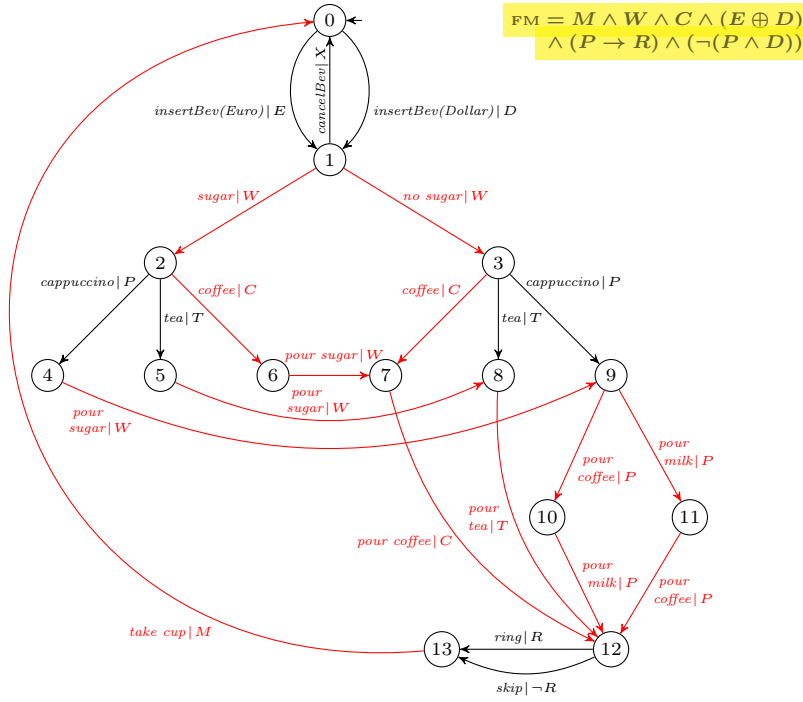 FM = M ∧ W ∧ C ∧ (E ⊕ D)
∧ (P → R) ∧ (¬(P ∧ D))
0
insertBev(Euro)| E
cancelBev| X
insertBev(Dollar)| D
1
sugar| W
no sugar| W
2
3
cappuccino| P
coffee| C
coffee| C
cappuccino| P
tea| T
tea| T
pour sugar| W
4
5
6
7
8
9
pour
sugar| W
pour
sugar| W
pour
coffee| P
pour
milk| P
10
11
pour
tea| T
pour coffee| C
pour
milk| P
pour
coffee| P
take cup| M
13
ring| R
12
skip| ¬R